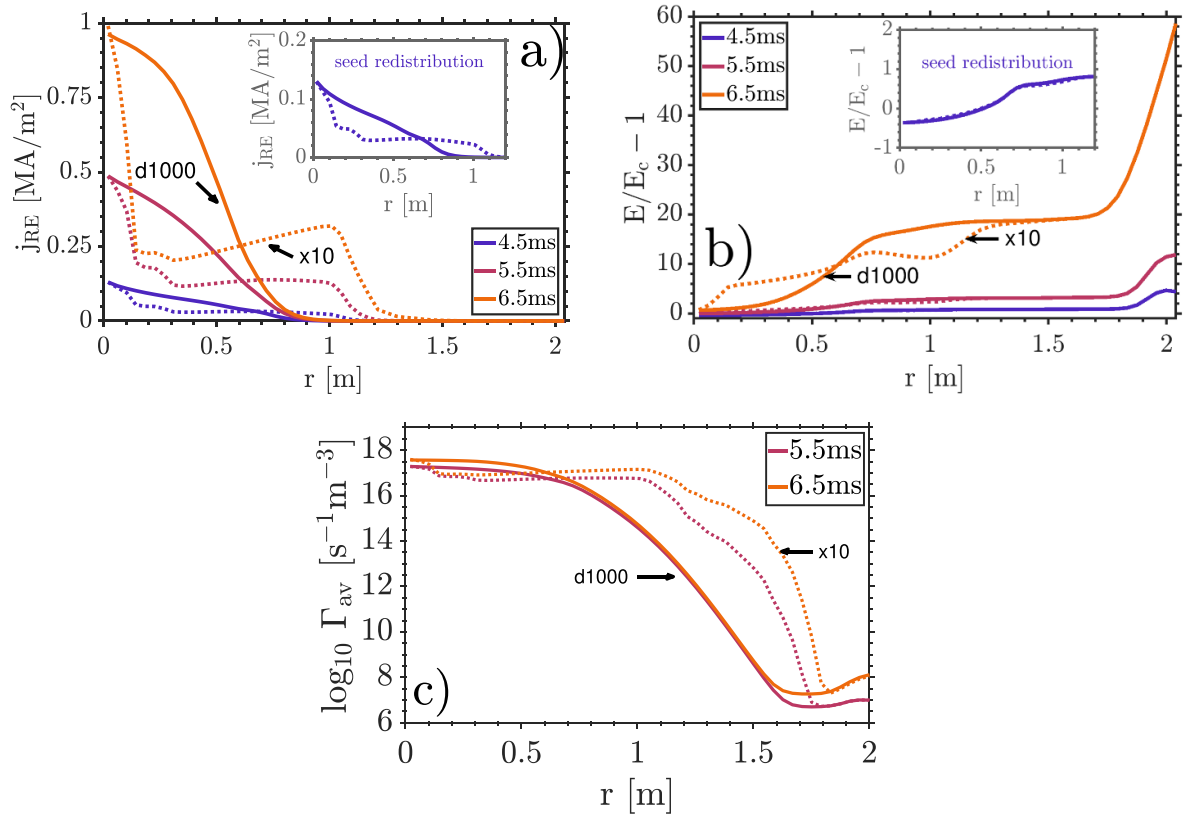 a)
j_RE [MA/m²]
1
0.75
0.5
0.25
0
0
0.5
1
1.5
2
r [m]
d1000
x10
4.5ms
5.5ms
6.5ms
seed redistribution
j_RE [MA/m²]
0.2
0.1
0
0
0.5
1
r [m]
b)
E/E_c − 1
60
50
40
30
20
10
0
0
0.5
1
1.5
2
r [m]
4.5ms
5.5ms
6.5ms
x10
d1000
seed redistribution
E/E_c − 1
2
1
0
-1
0
0.5
1
r [m]
c)
log₁₀ Γ_av [s⁻¹m⁻³]
18
16
14
12
10
8
6
0
0.5
1
1.5
2
r [m]
5.5ms
6.5ms
x10
d1000